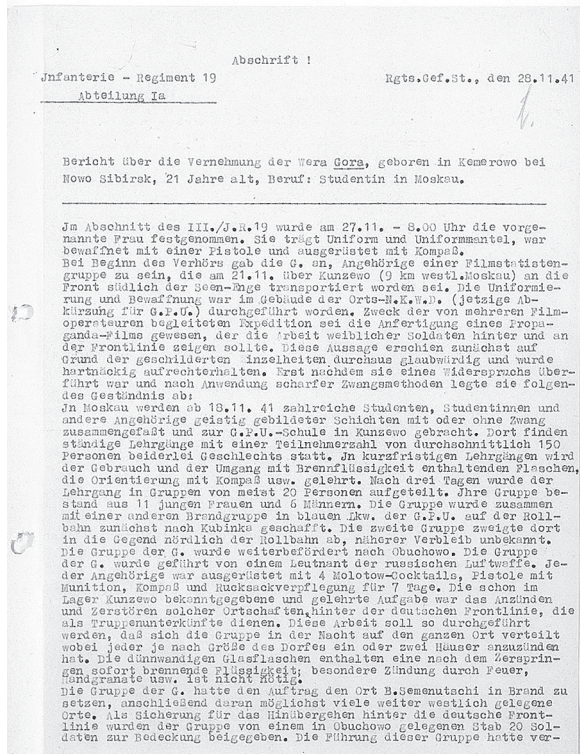 Abschrift !
Jnfanterie - Regiment 19 Rgts.Gef.St., den 28.11.41
Abteilung Ia
Bericht über die Vernehmung der Wera Gora, geboren in Kemerowo bei
Nowo Sibirsk, 21 Jahre alt, Beruf: Studentin in Moskau.
Jm Abschnitt des III./J.R.19 wurde am 27.11. - 8.00 Uhr die vorge-
nannte Frau festgenommen. Sie trägt Uniform und Uniformmantel, war
bewaffnet mit einer Pistole und ausgerüstet mit Kompaß.
Bei Beginn des Verhörs gab die G. an, Angehörige einer Filmstatisten-
gruppe zu sein, die am 21.11. über Kunzewo (9 km westl.Moskau) an die
Front südlich der Seen-Enge transportiert worden sei. Die Uniformie-
rung und Bewaffnung war im Gebäude der Orts-N.K.W.D. (jetzige Ab-
kürzung für G.P.U.) durchgeführt worden. Zweck der von mehreren Film-
operateuren begleiteten Expedition sei die Anfertigung eines Propa-
ganda-Films gewesen, der die Arbeit weiblicher Soldaten hinter und an
der Frontlinie zeigen sollte. Diese Aussage erschien zunächst auf
Grund der geschilderten Einzelheiten durchaus glaubwürdig und wurde
hartnäckig aufrechterhalten. Erst nachdem sie eines Widerspruchs über-
führt war und nach Anwendung scharfer Zwangsmethoden legte sie folgen-
des Geständnis ab:
Jn Moskau werden ab 18.11. 41 zahlreiche Studenten, Studentinnen und
andere Angehörige geistig gebildeter Schichten mit oder ohne Zwang
zusammengefaßt und zur G.P.U.-Schule in Kunzewo gebracht. Dort finden
ständige Lehrgänge mit einer Teilnehmerzahl von durchschnittlich 150
Personen beiderlei Geschlechts statt. Jn kurzfristigen Lehrgängen wird
der Gebrauch und der Umgang mit Brennflüssigkeit enthaltenden Flaschen,
die Orientierung mit Kompaß usw. gelehrt. Nach drei Tagen wurde der
Lehrgang in Gruppen von meist 20 Personen aufgeteilt. Jhre Gruppe be-
stand aus 11 jungen Frauen und 6 Männern. Die Gruppe wurde zusammen
mit einer anderen Brandgruppe in blauen Lkw. der G.P.U. auf der Roll-
bahn zunächst nach Kubinka geschafft. Die zweite Gruppe zweigte dort
in die Gegend nördlich der Rollbahn ab, näherer Verbleib unbekannt.
Die Gruppe der G. wurde weiterbefördert nach Obuchowo. Die Gruppe
der G. wurde geführt von einem Leutnant der russischen Luftwaffe. Je-
der Angehörige war ausgerüstet mit 4 Molotow-Cocktails, Pistole mit
Munition, Kompaß und Rucksackverpflegung für 7 Tage. Die schon im
Lager Kunzewo bekanntgegebene und gelehrte Aufgabe war das Anzünden
und Zerstören solcher Ortschaften,hinter der deutschen Frontlinie, die
als Truppenunterkünfte dienen. Diese Arbeit soll so durchgeführt
werden, daß sich die Gruppe in der Nacht auf den ganzen Ort verteilt
wobei jeder je nach Größe des Dorfes ein oder zwei Häuser anzuzünden
hat. Die dünnwandigen Glasflaschen enthalten eine nach dem Zersprin-
gen sofort brennende Flüssigkeit; besondere Zündung durch Feuer,
Handgranate usw. ist nicht nötig.
Die Gruppe der G. hatte den Auftrag den Ort B.Semenutschi in Brand zu
setzen, anschließend daran möglichst viele weiter westlich gelegene
Orte. Als Sicherung für das Hinübergehen hinter die deutsche Front-
linie wurden der Gruppe von einem in Obuchowo gelegenen Stab 20 Sol-
daten zur Bedeckung beigegeben. Die Führung dieser Gruppe hatte ver-